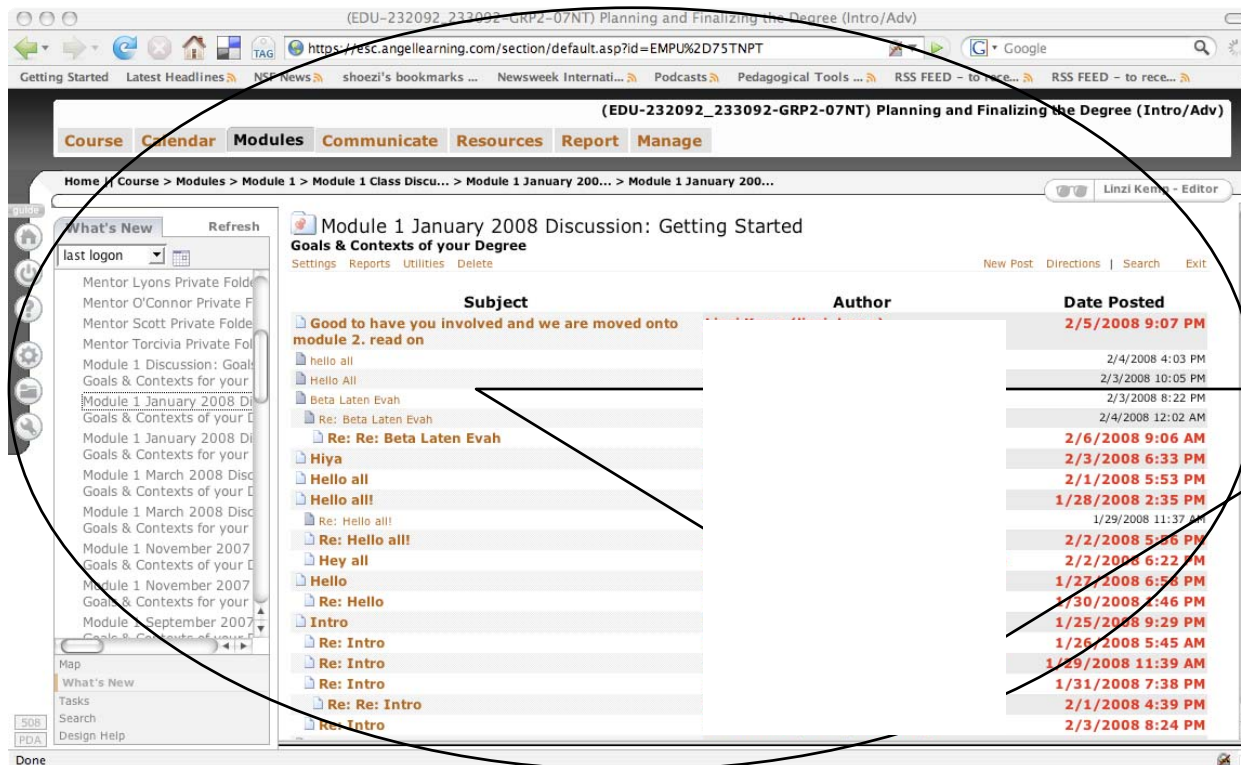 (EDU-232092_233092-GRP2-07NT) Planning and Finalizing the Degree (Intro/Adv)
TAG https://esc.angellearning.com/section/default.asp?id=EMPU%2D75TNPT G Google
Getting Started Latest Headlines NSF News shoezi's bookmarks ... Newsweek Internati... Podcasts Pedagogical Tools ... RSS FEED - to rece... RSS FEED - to rece...
(EDU-232092_233092-GRP2-07NT) Planning and Finalizing the Degree (Intro/Adv)
Course Calendar Modules Communicate Resources Report Manage
Home || Course > Modules > Module 1 > Module 1 Class Discu... > Module 1 January 200... > Module 1 January 200...
Linzi Kemp - Editor
guide
What's New Refresh
last logon
Mentor Lyons Private Folde
Mentor O'Connor Private F
Mentor Scott Private Folde
Mentor Torcivia Private Fol
Module 1 Discussion: Goals
Goals & Contexts for your
Module 1 January 2008 Di
Goals & Contexts of your D
Module 1 January 2008 Di
Goals & Contexts for your
Module 1 March 2008 Disc
Goals & Contexts of your D
Module 1 March 2008 Disc
Goals & Contexts for your
Module 1 November 2007
Goals & Contexts of your D
Module 1 November 2007
Goals & Contexts for your
Module 1 September 2007
Map
What's New
Tasks
Search
Design Help
508
PDA
Module 1 January 2008 Discussion: Getting Started
Goals & Contexts of your Degree
Settings Reports Utilities Delete New Post Directions | Search Exit
Subject Author Date Posted
Good to have you involved and we are moved onto 2/5/2008 9:07 PM
module 2. read on
hello all 2/4/2008 4:03 PM
Hello All 2/3/2008 10:05 PM
Beta Laten Evah 2/3/2008 8:22 PM
Re: Beta Laten Evah 2/4/2008 12:02 AM
Re: Re: Beta Laten Evah 2/6/2008 9:06 AM
Hiya 2/3/2008 6:33 PM
Hello all 2/1/2008 5:53 PM
Hello all! 1/28/2008 2:35 PM
Re: Hello all! 1/29/2008 11:37 AM
Re: Hello all! 2/2/2008 5:56 PM
Hey all 2/2/2008 6:22 PM
Hello 1/27/2008 6:58 PM
Re: Hello 1/30/2008 1:46 PM
Intro 1/25/2008 9:29 PM
Re: Intro 1/26/2008 5:45 AM
Re: Intro 1/29/2008 11:39 AM
Re: Intro 1/31/2008 7:38 PM
Re: Re: Intro 2/1/2008 4:39 PM
Re: Intro 2/3/2008 8:24 PM
Done